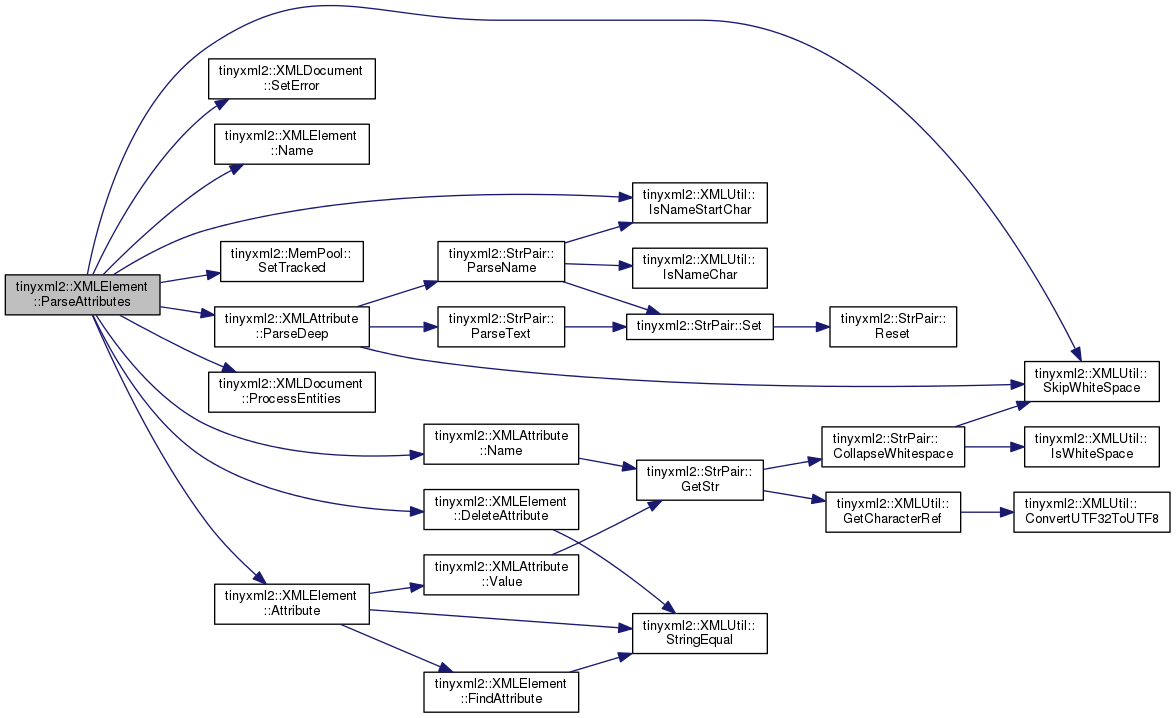 tinyxml2::XMLDocument
::SetError
tinyxml2::XMLElement
::Name
tinyxml2::XMLUtil::
IsNameStartChar
tinyxml2::MemPool::
SetTracked
tinyxml2::StrPair::
ParseName
tinyxml2::XMLUtil::
IsNameChar
tinyxml2::XMLElement
::ParseAttributes
tinyxml2::XMLAttribute
::ParseDeep
tinyxml2::StrPair::
ParseText
tinyxml2::StrPair::Set
tinyxml2::StrPair::
Reset
tinyxml2::XMLDocument
::ProcessEntities
tinyxml2::XMLUtil::
SkipWhiteSpace
tinyxml2::XMLAttribute
::Name
tinyxml2::StrPair::
CollapseWhitespace
tinyxml2::XMLUtil::
IsWhiteSpace
tinyxml2::StrPair::
GetStr
tinyxml2::XMLElement
::DeleteAttribute
tinyxml2::XMLUtil::
GetCharacterRef
tinyxml2::XMLUtil::
ConvertUTF32ToUTF8
tinyxml2::XMLAttribute
::Value
tinyxml2::XMLElement
::Attribute
tinyxml2::XMLUtil::
StringEqual
tinyxml2::XMLElement
::FindAttribute